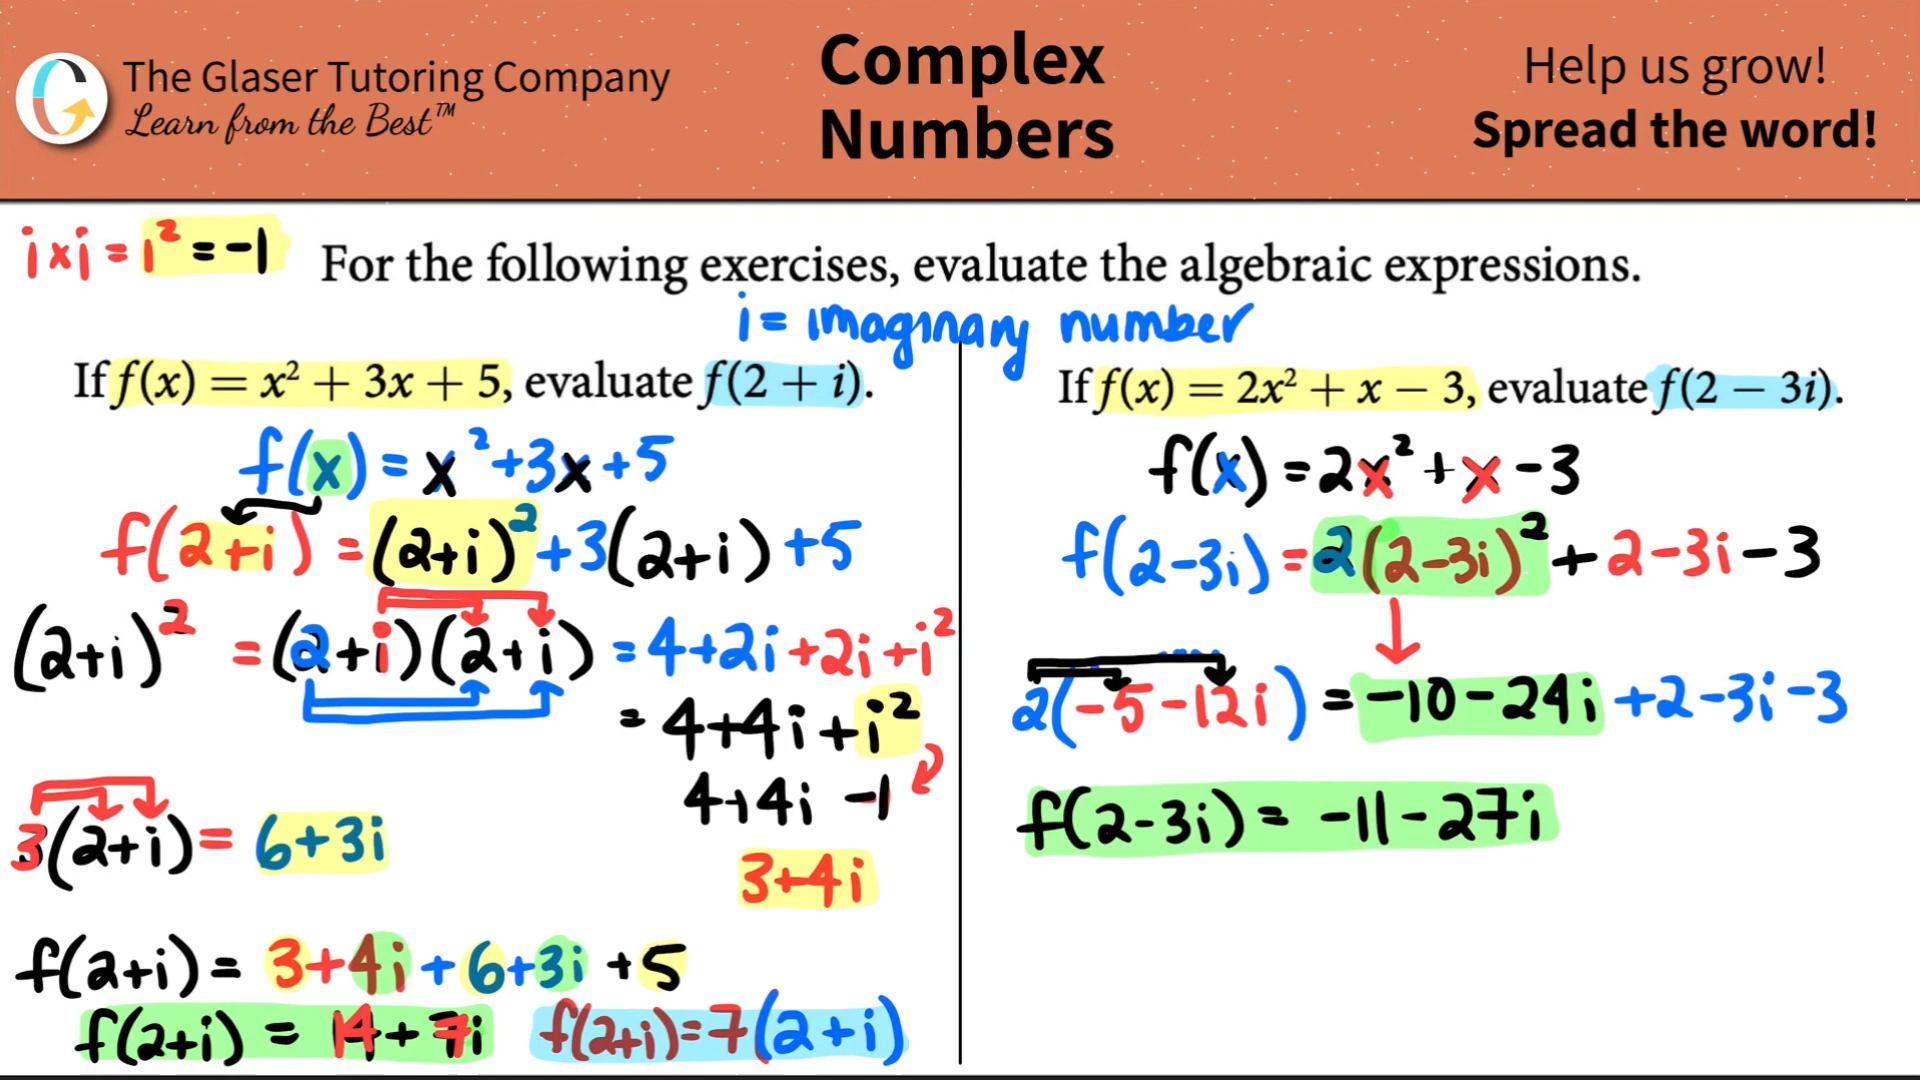 The Glaser Tutoring Company
Learn from the Best™
Complex
Numbers
Help us grow!
Spread the word!
i x i = i² = -1
For the following exercises, evaluate the algebraic expressions.
i = imaginary number
If f(x) = x² + 3x + 5, evaluate f(2 + i).
f(x) = x² + 3x + 5
f(2+i) = (2+i)² + 3(2+i) + 5
(2+i)² = (2+i)(2+i) = 4+2i+2i+i²
= 4+4i+i²
4+4i -1
3(2+i) = 6+3i
3+4i
f(2+i) = 3+4i+6+3i+5
f(2+i) = 14+7i f(2+i)=7(2+i)
If f(x) = 2x² + x − 3, evaluate f(2 − 3i).
f(x) = 2x² + x - 3
f(2-3i) = 2(2-3i)² + 2-3i-3
2(-5-12i) = -10-24i +2-3i-3
f(2-3i) = -11-27i